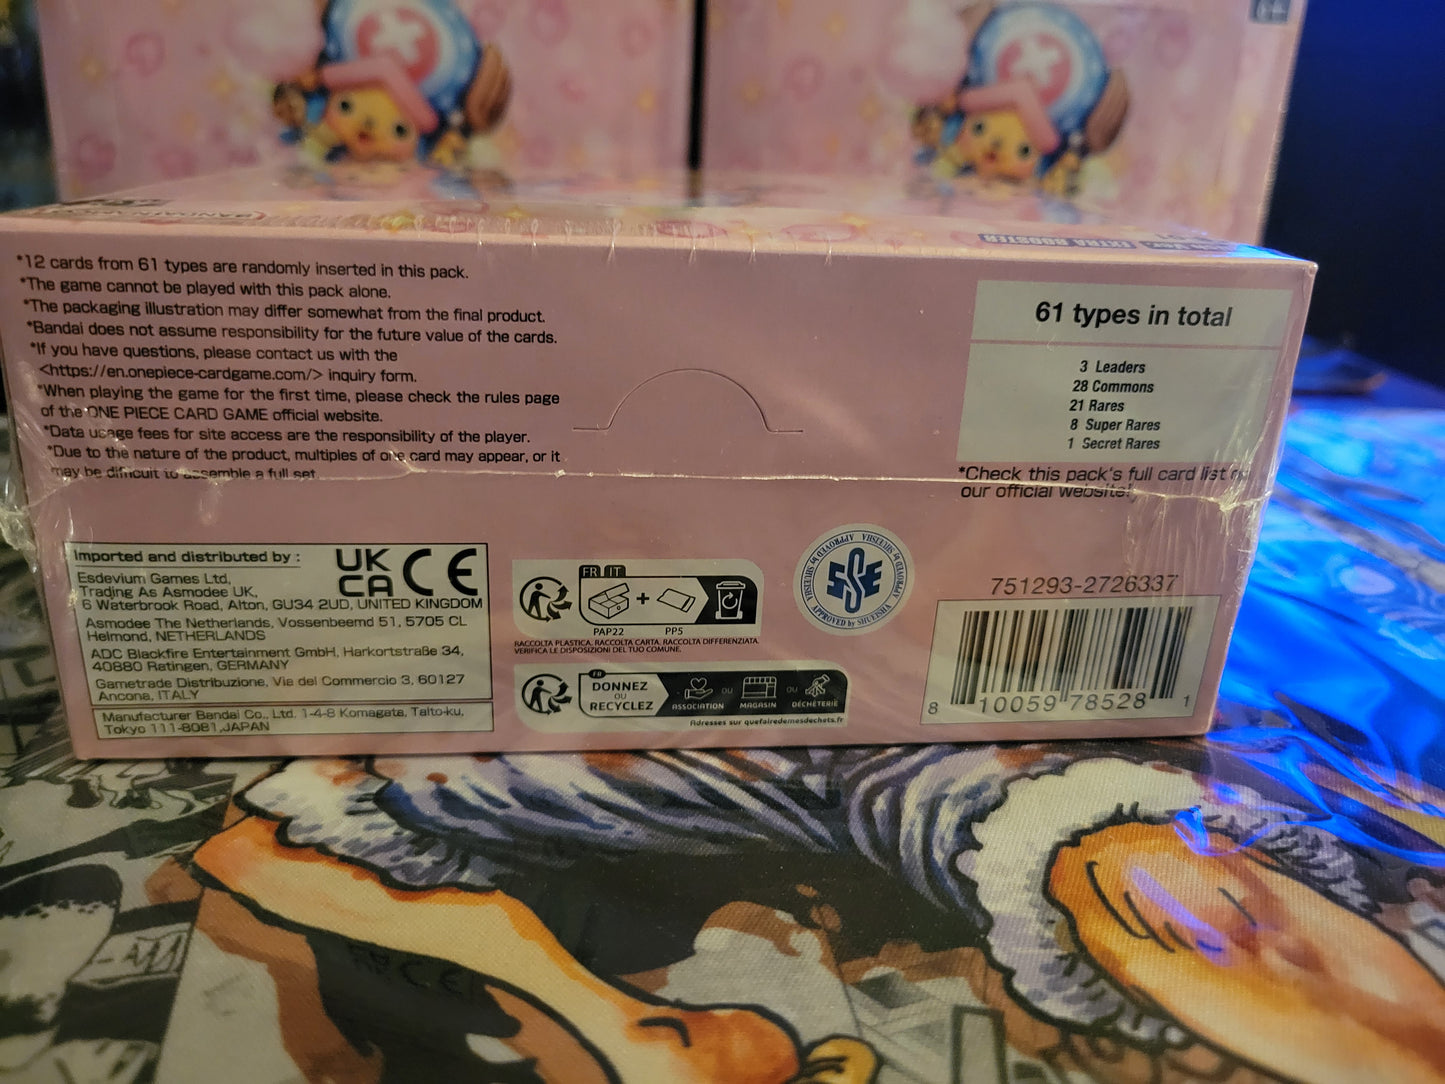 EXTRA BOOSTER
*12 cards from 61 types are randomly inserted in this pack.
*The game cannot be played with this pack alone.
*The packaging illustration may differ somewhat from the final product.
*Bandai does not assume responsibility for the future value of the cards.
*If you have questions, please contact us with the
<https://en.onepiece-cardgame.com/> inquiry form.
*When playing the game for the first time, please check the rules page
of the ONE PIECE CARD GAME official website.
*Data usage fees for site access are the responsibility of the player.
*Due to the nature of the product, multiples of one card may appear, or it
may be difficult to assemble a full set
61 types in total
3 Leaders
28 Commons
21 Rares
8 Super Rares
1 Secret Rares
*Check this pack's full card list
our official website!
Imported and distributed by :
UK
CA CE
Esdevium Games Ltd,
Trading As Asmodee UK,
6 Waterbrook Road, Alton, GU34 2UD, UNITED KINGDOM
Asmodee The Netherlands, Vossenbeemd 51, 5705 CL
Helmond, NETHERLANDS
ADC Blackfire Entertainment GmbH, Harkortstraße 34,
40880 Ratingen, GERMANY
Gametrade Distribuzione, Via del Commercio 3, 60127
Ancona, ITALY
Manufacturer Bandai Co., Ltd. 1-4-8 Komagata, Taito-ku,
Tokyo 111-8081,JAPAN
FR IT
PAP22 PP5
RACCOLTA PLASTICA, RACCOLTA CARTA. RACCOLTA DIFFERENZIATA.
VERIFICA LE DISPOSIZIONI DEL TUO COMUNE.
FR
DONNEZ
OU
RECYCLEZ
ASSOCIATION OU MAGASIN OU DÉCHÈTERIE
Adresses sur quefairedemesdechets.fr
APPROVED by SHUEISHA APPROVED by SHUEISHA APPROVED by SHUEISHA
751293-2726337
8 10059 78528 1